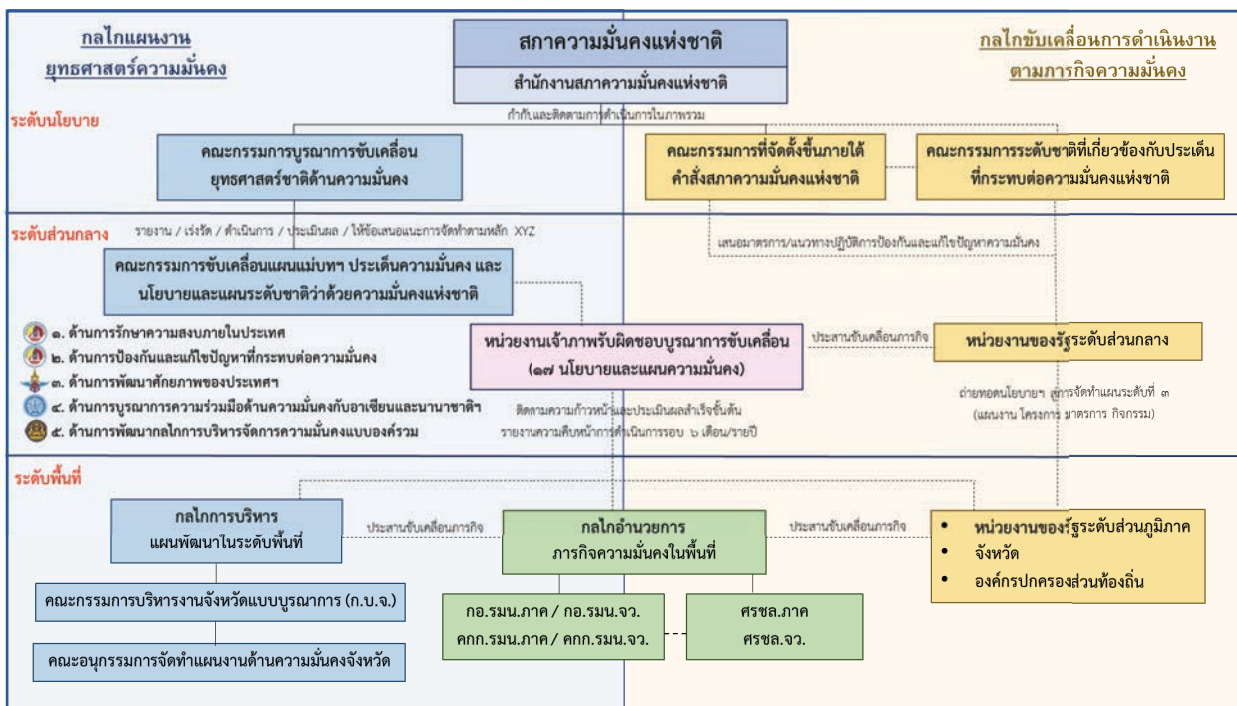 กลไกแผนงาน
ยุทธศาสตร์ความมั่นคง
สภาความมั่นคงแห่งชาติ
สำนักงานสภาความมั่นคงแห่งชาติ
กลไกขับเคลื่อนการดำเนินงาน
ตามภารกิจความมั่นคง
กำกับและติดตามการดำเนินการในภาพรวม
ระดับนโยบาย
คณะกรรมการบูรณาการขับเคลื่อน
ยุทธศาสตร์ชาติด้านความมั่นคง
คณะกรรมการที่จัดตั้งขึ้นภายใต้
คำสั่งสภาความมั่นคงแห่งชาติ
คณะกรรมการระดับชาติที่เกี่ยวข้องกับประเด็น
ที่กระทบต่อความมั่นคงแห่งชาติ
ระดับส่วนกลาง
รายงาน / เร่งรัด / ดำเนินการ / ประเมินผล / ให้ข้อเสนอแนะการจัดทำตามหลัก XYZ
เสนอมาตรการ/แนวทางปฏิบัติการป้องกันและแก้ไขปัญหาความมั่นคง
คณะกรรมการขับเคลื่อนแผนแม่บทฯ ประเด็นความมั่นคง และ
นโยบายและแผนระดับชาติว่าด้วยความมั่นคงแห่งชาติ
๑. ด้านการรักษาความสงบภายในประเทศ
๒. ด้านการป้องกันและแก้ไขปัญหาที่กระทบต่อความมั่นคง
๓. ด้านการพัฒนาศักยภาพของประเทศฯ
๔. ด้านการบูรณาการความร่วมมือด้านความมั่นคงกับอาเซียนและนานาชาติฯ
๕. ด้านการพัฒนากลไกการบริหารจัดการความมั่นคงแบบองค์รวม
หน่วยงานเจ้าภาพรับผิดชอบบูรณาการขับเคลื่อน
(๑๗ นโยบายและแผนความมั่นคง)
ประสานขับเคลื่อนภารกิจ
หน่วยงานของรัฐระดับส่วนกลาง
ติดตามความก้าวหน้าและประเมินผลสำเร็จขั้นต้น
รายงานความคืบหน้าการดำเนินการรอบ ๖ เดือน/รายปี
ถ่ายทอดนโยบายฯ สู่การจัดทำแผนระดับที่ ๓
(แผนงาน โครงการ มาตรการ กิจกรรม)
ระดับพื้นที่
กลไกการบริหาร
แผนพัฒนาในระดับพื้นที่
ประสานขับเคลื่อนภารกิจ
กลไกอำนวยการ
ภารกิจความมั่นคงในพื้นที่
ประสานขับเคลื่อนภารกิจ
• หน่วยงานของรัฐระดับส่วนภูมิภาค
• จังหวัด
• องค์กรปกครองส่วนท้องถิ่น
คณะกรรมการบริหารงานจังหวัดแบบบูรณาการ (ก.บ.จ.)
คณะอนุกรรมการจัดทำแผนงานด้านความมั่นคงจังหวัด
กอ.รมน.ภาค / กอ.รมน.จว.
คกก.รมน.ภาค / คกก.รมน.จว.
ศรชล.ภาค
ศรชล.จว.